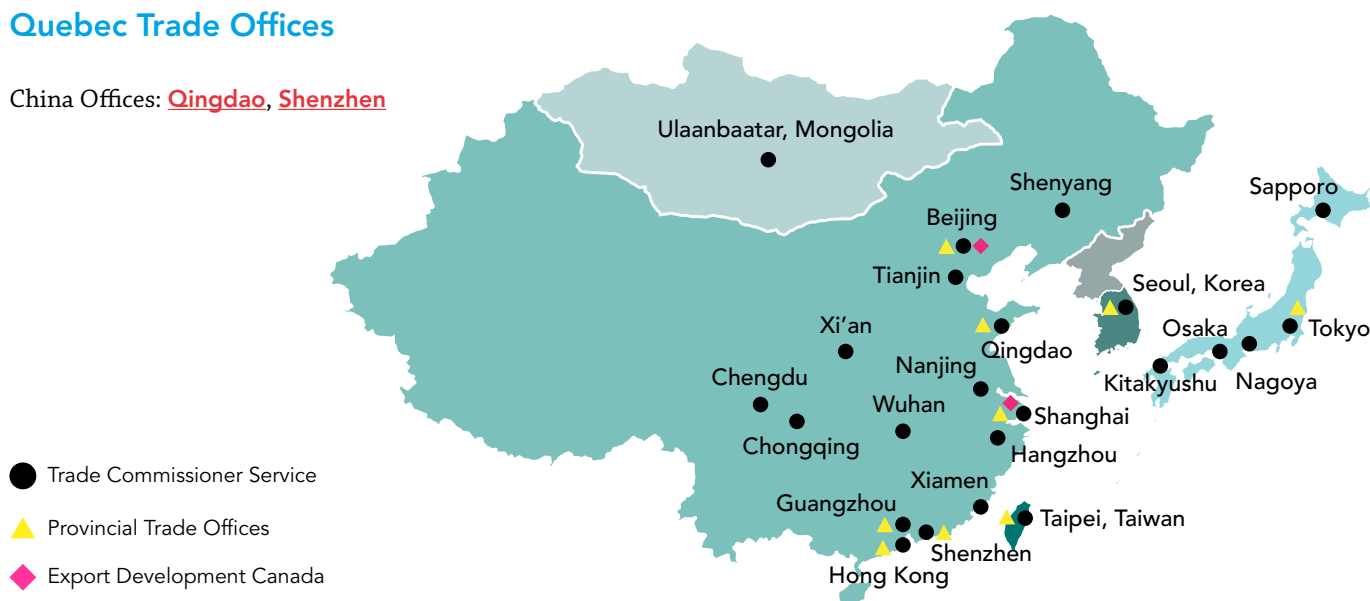 Quebec Trade Offices
China Offices: Qingdao, Shenzhen
Ulaanbaatar, Mongolia
Shenyang
Sapporo
Beijing
Tianjin
Seoul, Korea
Xi’an
Osaka
Tokyo
Qingdao
Nanjing
Kitakyushu
Nagoya
Chengdu
Wuhan
Shanghai
Chongqing
Hangzhou
Xiamen
Guangzhou
Taipei, Taiwan
Shenzhen
Hong Kong
Trade Commissioner Service
Provincial Trade Offices
Export Development Canada